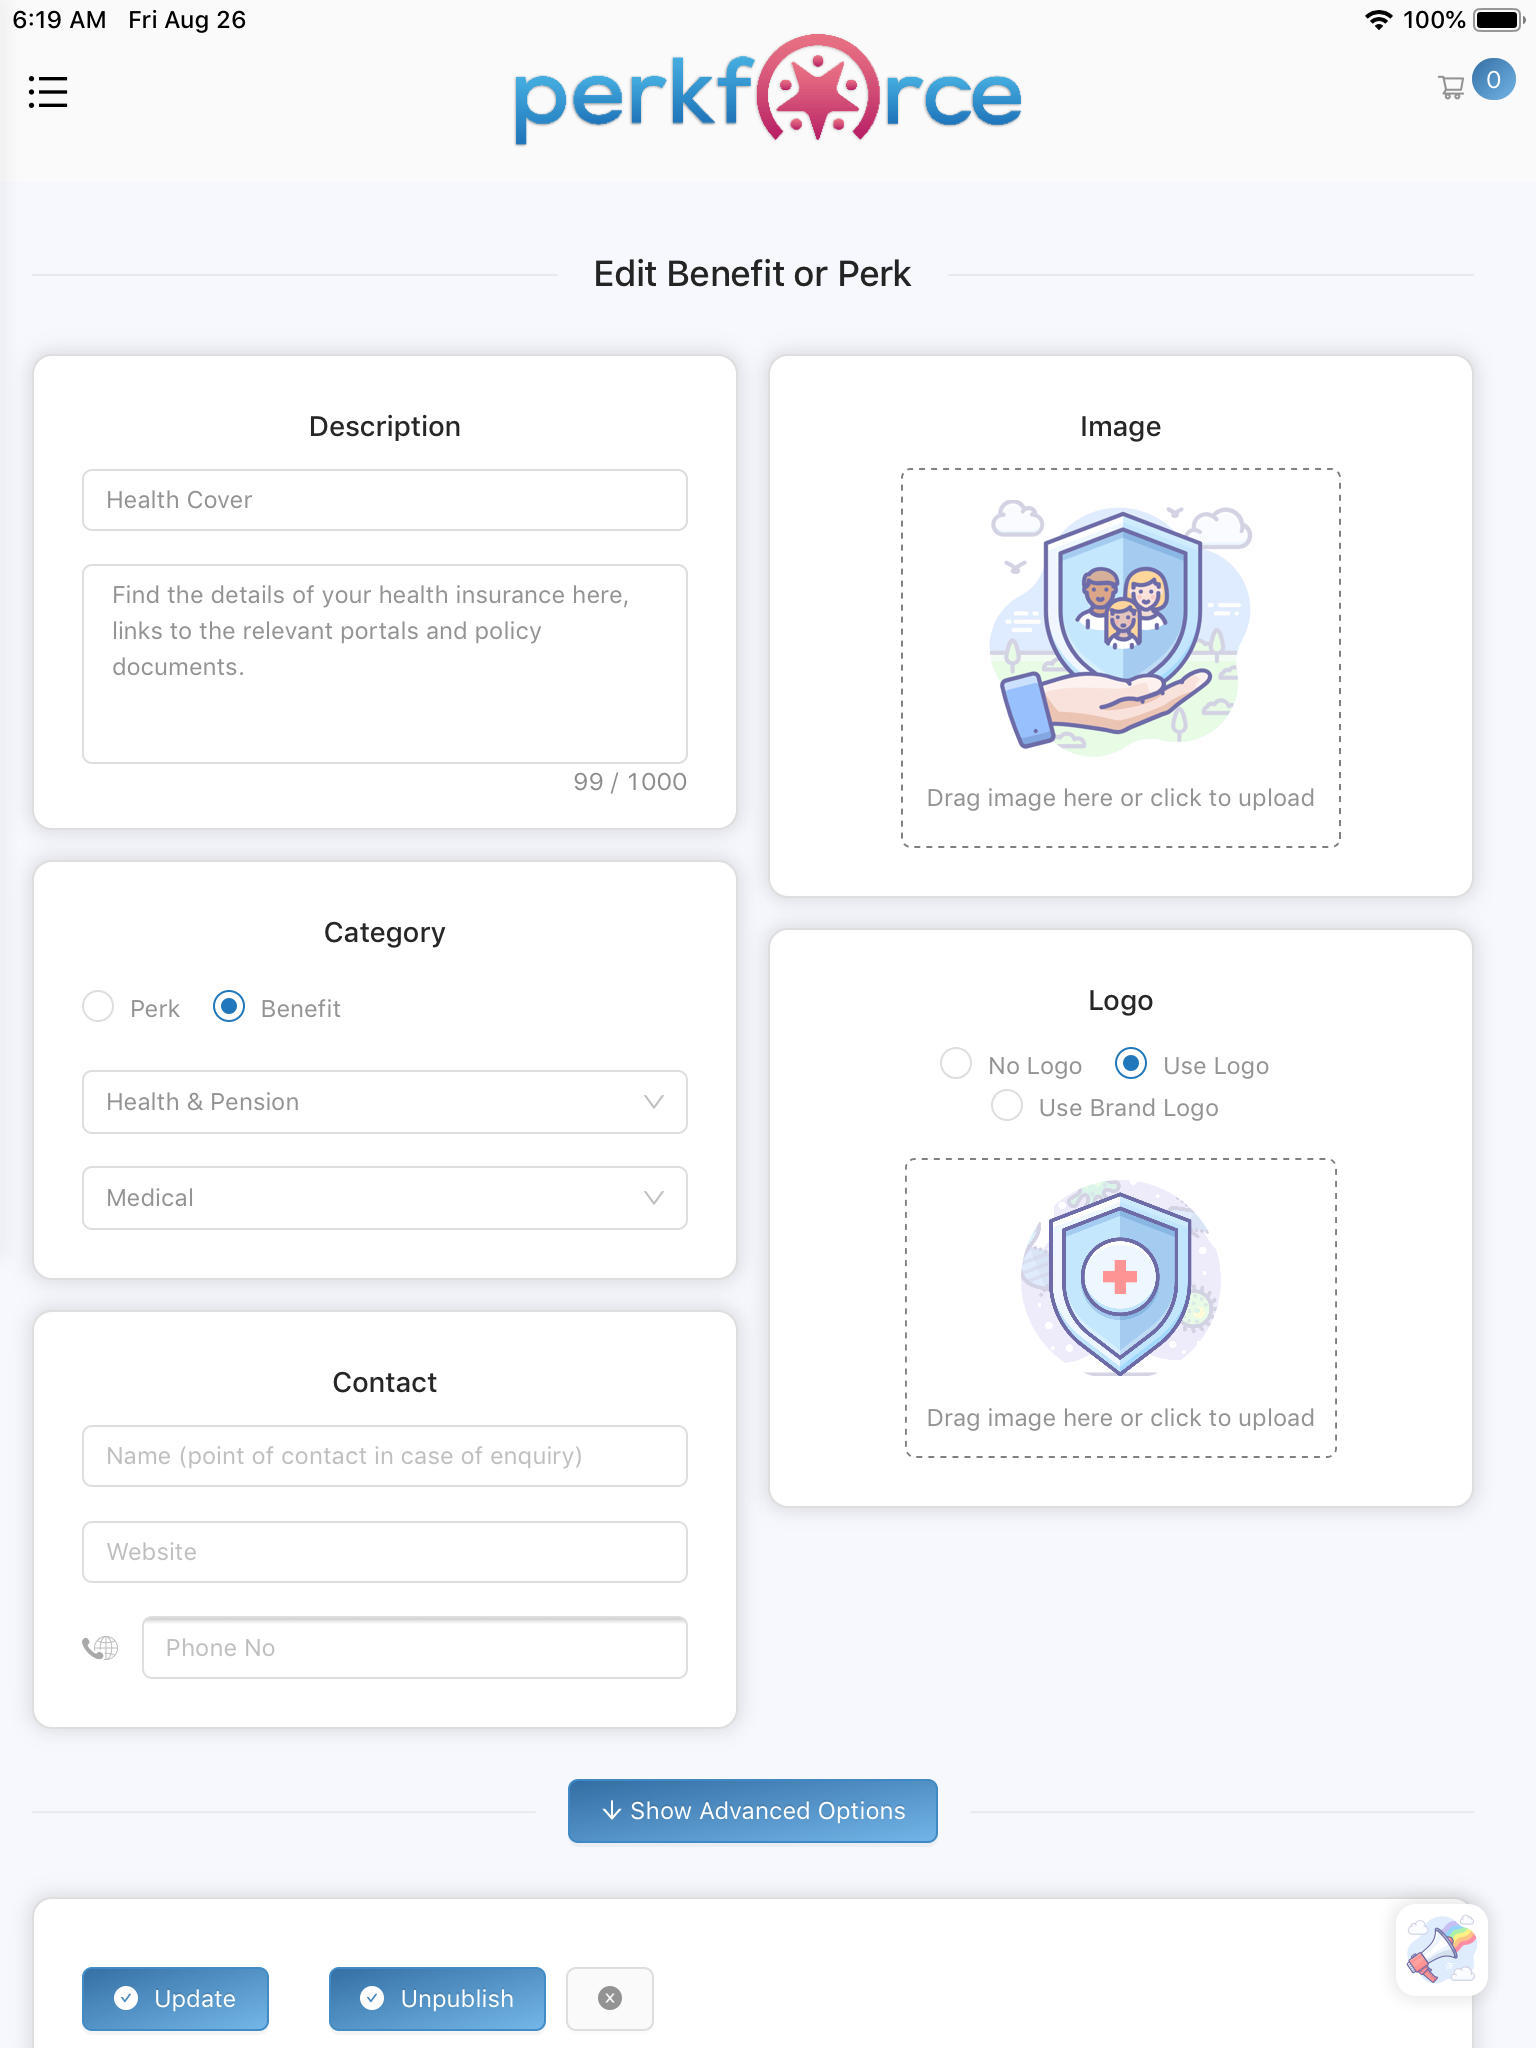 6:19 AM Fri Aug 26
100%
perkforce
0
Edit Benefit or Perk
Description
Health Cover
Find the details of your health insurance here,
links to the relevant portals and policy
documents.
99 / 1000
Category
Perk
Benefit
Health & Pension
Medical
Contact
Name (point of contact in case of enquiry)
Website
Phone No
Image
Drag image here or click to upload
Logo
No Logo
Use Logo
Use Brand Logo
Drag image here or click to upload
Show Advanced Options
Update
Unpublish